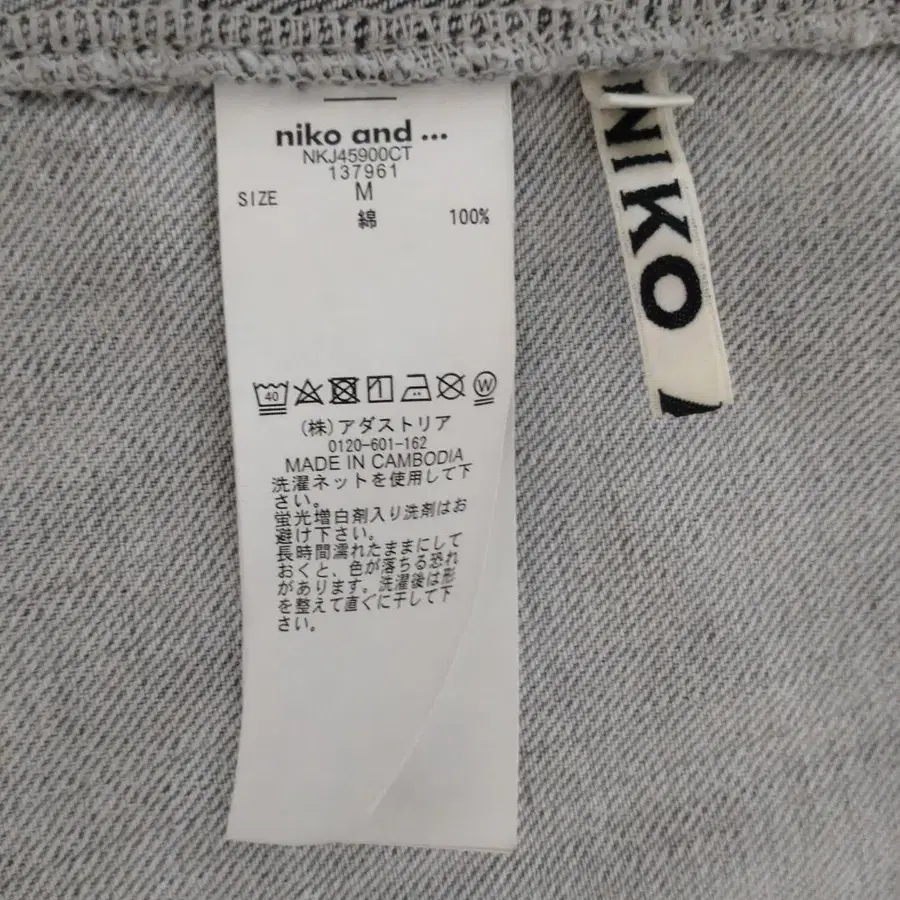 niko and ...
NKJ45900CT
137961
SIZE M
綿 100%
40
W
(株)アダストリア
0120-601-162
MADE IN CAMBODIA
洗濯ネットを使用して下
さい。
蛍光増白剤入り洗剤はお
避け下さい。
長時間濡れたままにして
おくと、色が落ちる恐れ
があります。洗濯後は形
を整えて直ぐに干して下
さい。
NIKO